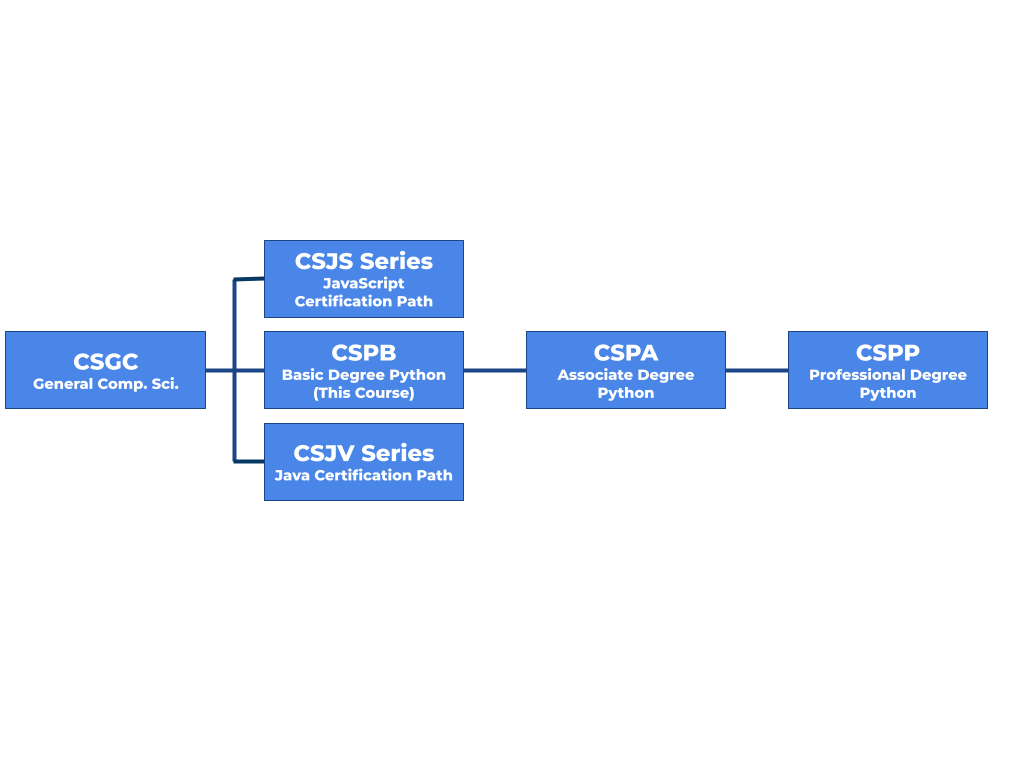 CSGC
General Comp. Sci.
CSJS Series
JavaScript
Certification Path
CSPB
Basic Degree Python
(This Course)
CSJV Series
Java Certification Path
CSPA
Associate Degree
Python
CSPP
Professional Degree
Python